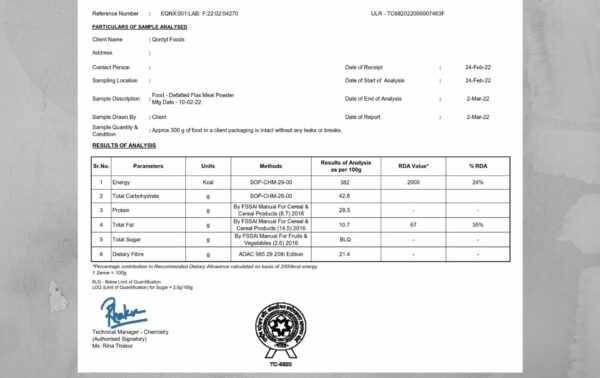 Reference Number : EQNX:001:LAB: F:22:02:04270 ULR - TC682022000007463F
PARTICULARS OF SAMPLE ANALYSED
Client Name : Qontyl Foods
Address :
Contact Person : Date of Receipt : 24-Feb-22
Sampling Location : Date of Start of Analysis : 24-Feb-22
Sample Description : Food - Defatted Flax Meal Powder
Mfg Date - 10-02-22 Date of End of Analysis : 2-Mar-22
Sample Drawn By : Client Date of Report : 2-Mar-22
Sample Quantity &
Condition : Approx 300 g of food in a client packaging is intact without any leaks or breaks.
RESULTS OF ANALYSIS
Sr.No. Parameters Units Methods Results of Analysis as per 100g RDA Value* % RDA
1 Energy Kcal SOP-CHM-29-00 382 2000 24%
2 Total Carbohydrate g SOP-CHM-28-00 42.8
3 Protein g By FSSAI Manual For Cereal & Cereal Products (8.7) 2016 28.5 - -
4 Total Fat g By FSSAI Manual For Cereal & Cereal Products (14.5) 2016 10.7 67 35%
5 Total Sugar g By FSSAI Manual For Fruits & Vegetables (2.6) 2016 BLQ - -
6 Dietary Fibre g AOAC 985 29 20th Edition 21.4 - -
*Percentage contribution to Recommended Dietary Allowance calculated on basis of 2000kcal energy
1 Serve = 100g
BLQ - Below Limit of Quantification
LOQ (Limit of Quantification) for Sugar = 2.0g/100g
Rthakur
Technical Manager - Chemistry
(Authorised Signatory)
Ms. Rina Thakur
TC-6820